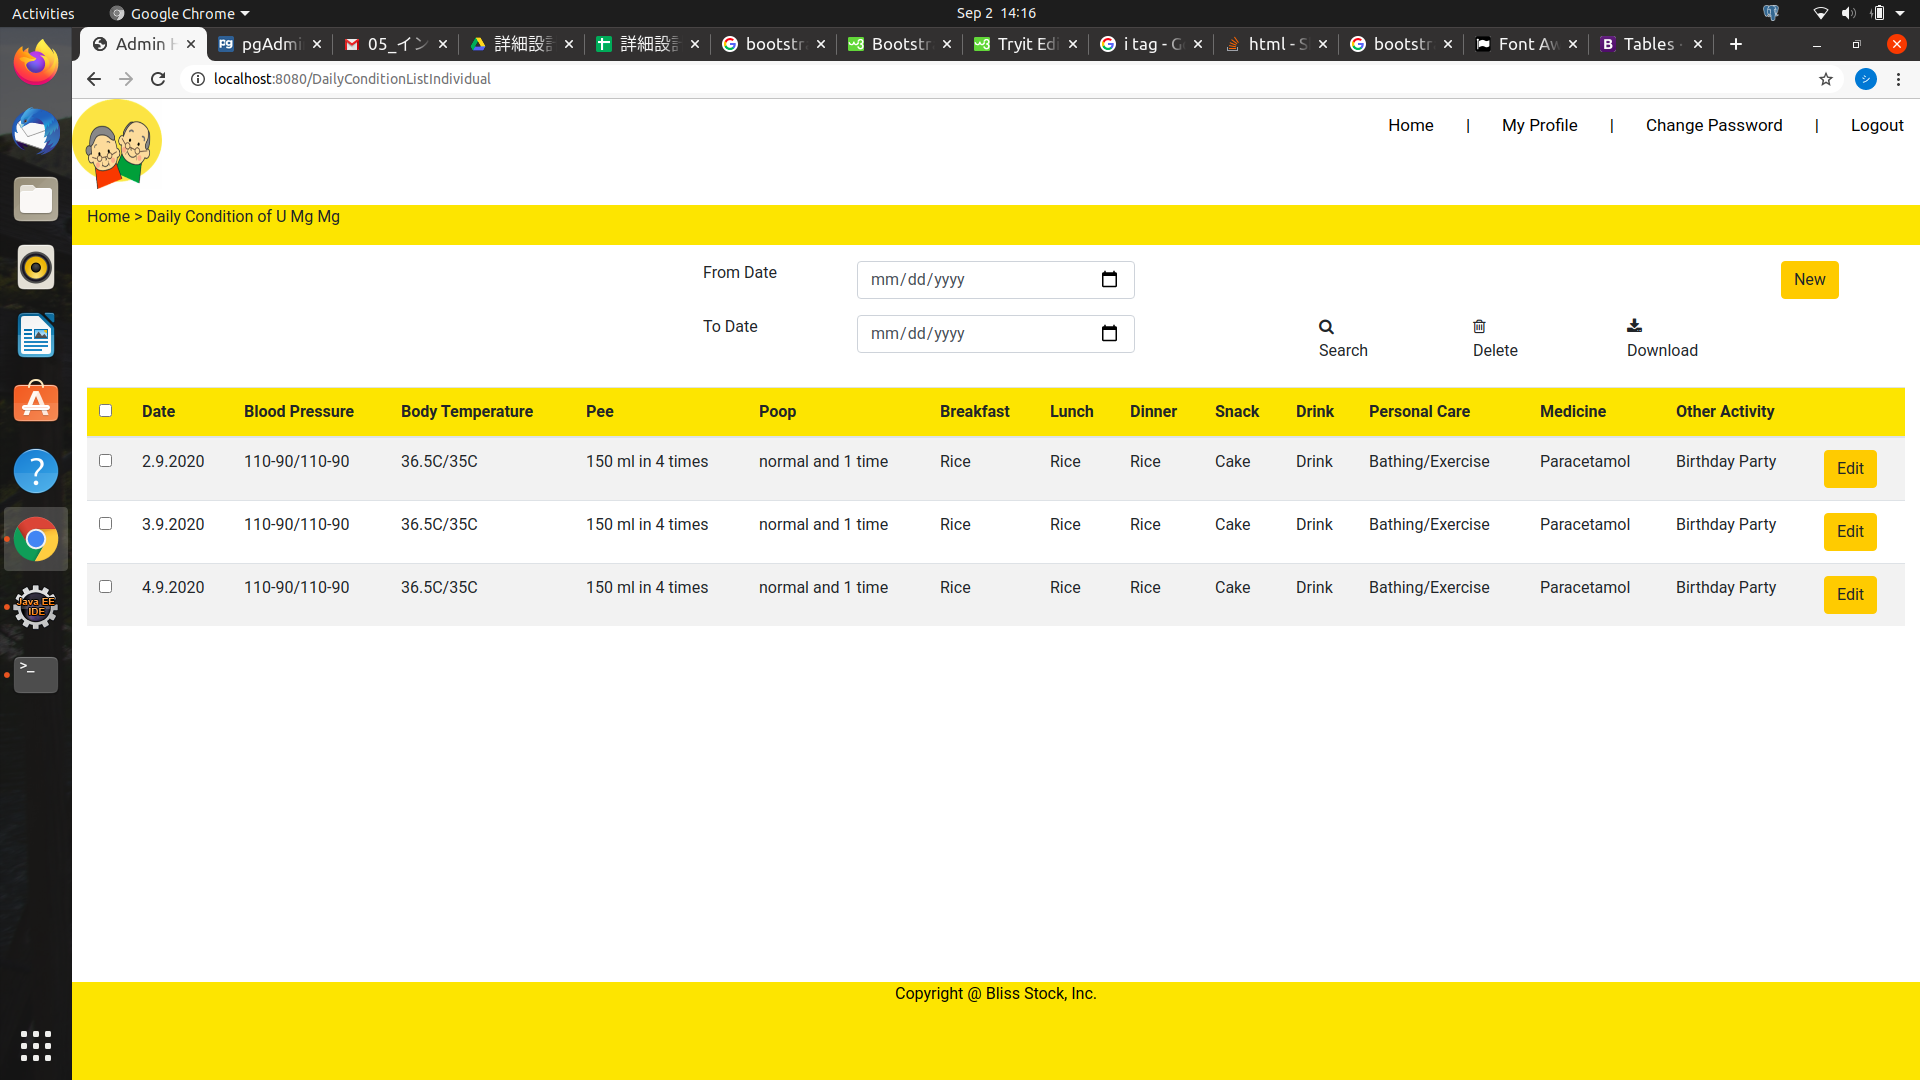 Activities Google Chrome Sep 2 14:16
Admin H pgAdmi 05_イン 詳細設計 詳細設計 bootstr Bootstr Tryit Edi i tag - Go html - S bootstr Font Aw Tables -
localhost:8080/DailyConditionListIndividual
Home | My Profile | Change Password | Logout
Home > Daily Condition of U Mg Mg
From Date mm/dd/yyyy New
To Date mm/dd/yyyy
Search Delete Download
Date Blood Pressure Body Temperature Pee Poop Breakfast Lunch Dinner Snack Drink Personal Care Medicine Other Activity
2.9.2020 110-90/110-90 36.5C/35C 150 ml in 4 times normal and 1 time Rice Rice Rice Cake Drink Bathing/Exercise Paracetamol Birthday Party Edit
3.9.2020 110-90/110-90 36.5C/35C 150 ml in 4 times normal and 1 time Rice Rice Rice Cake Drink Bathing/Exercise Paracetamol Birthday Party Edit
4.9.2020 110-90/110-90 36.5C/35C 150 ml in 4 times normal and 1 time Rice Rice Rice Cake Drink Bathing/Exercise Paracetamol Birthday Party Edit
Java EE
IDE
Copyright @ Bliss Stock, Inc.